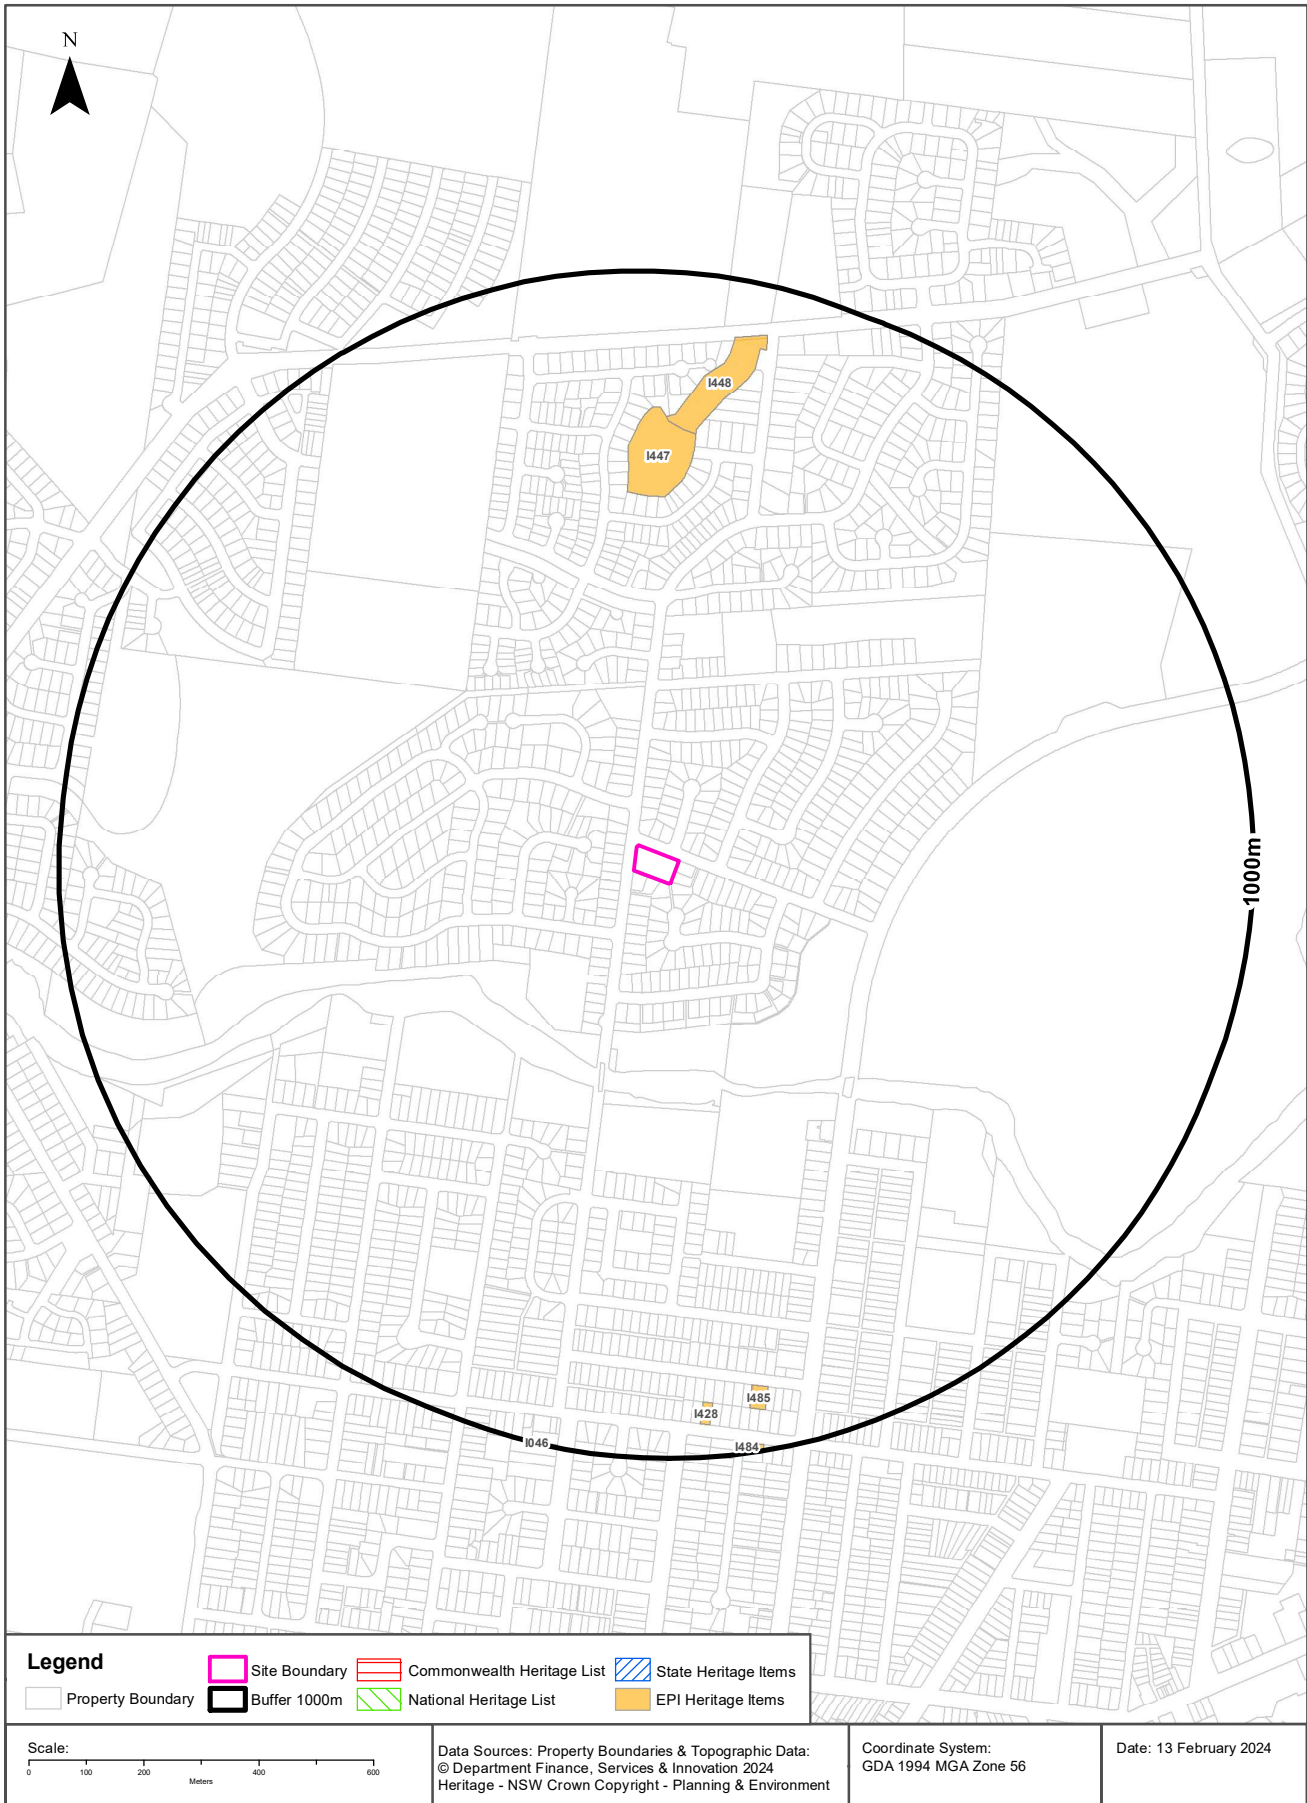 N
I448
I447
1000m
I485
I428
I046
I484
Legend
Site Boundary
Commonwealth Heritage List
State Heritage Items
Property Boundary
Buffer 1000m
National Heritage List
EPI Heritage Items
Scale:
0 100 200 400 600
Meters
Data Sources: Property Boundaries & Topographic Data:
© Department Finance, Services & Innovation 2024
Heritage - NSW Crown Copyright - Planning & Environment
Coordinate System:
GDA 1994 MGA Zone 56
Date: 13 February 2024